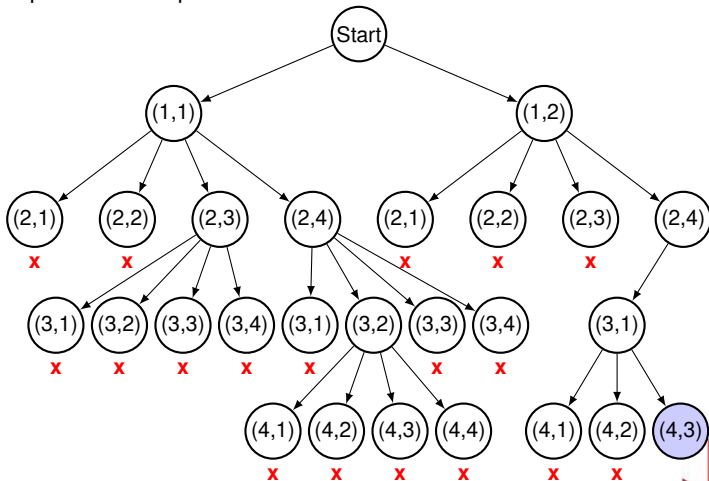 Start
(1,1) (1,2)
(2,1) (2,2) (2,3) (2,4) (2,1) (2,2) (2,3) (2,4)
x x x x x
(3,1) (3,2) (3,3) (3,4) (3,1) (3,2) (3,3) (3,4) (3,1)
x x x x x x x
(4,1) (4,2) (4,3) (4,4) (4,1) (4,2) (4,3)
x x x x x x